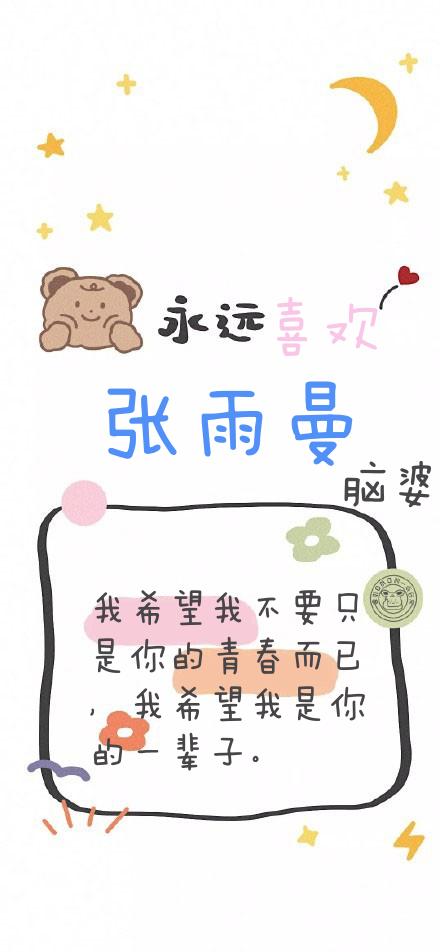 永远喜欢
张雨曼
脑婆
我希望我不要只
是你的青春而已
，我希望我是你
的一辈子。